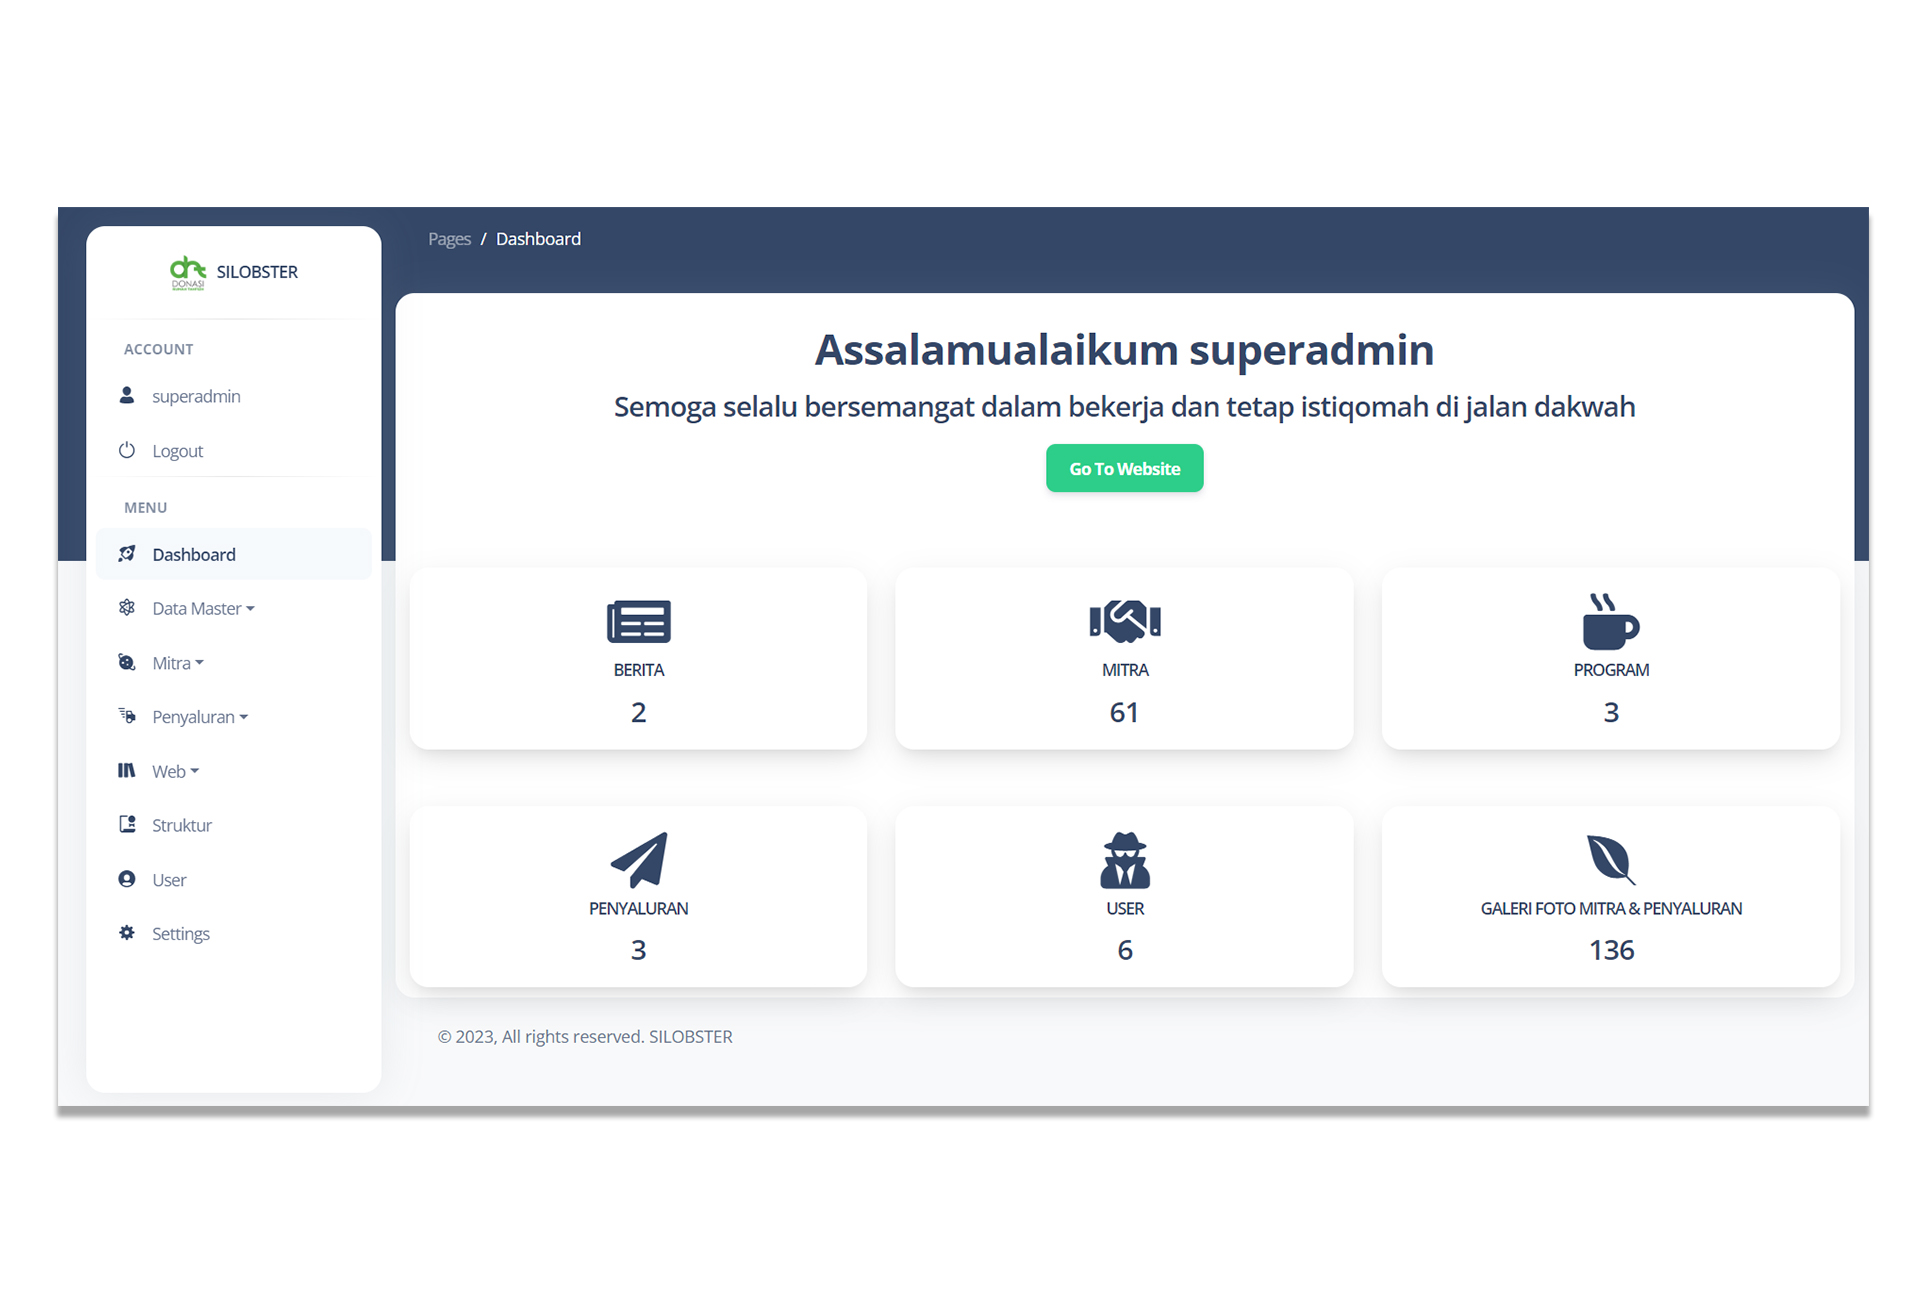 SILOBSTER
DONASI
ACCOUNT
superadmin
Logout
MENU
Dashboard
Data Master
Mitra
Penyaluran
Web
Struktur
User
Settings
Pages / Dashboard
Assalamualaikum superadmin
Semoga selalu bersemangat dalam bekerja dan tetap istiqomah di jalan dakwah
Go To Website
BERITA
2
MITRA
61
PROGRAM
3
PENYALURAN
3
USER
6
GALERI FOTO MITRA & PENYALURAN
136
© 2023, All rights reserved. SILOBSTER